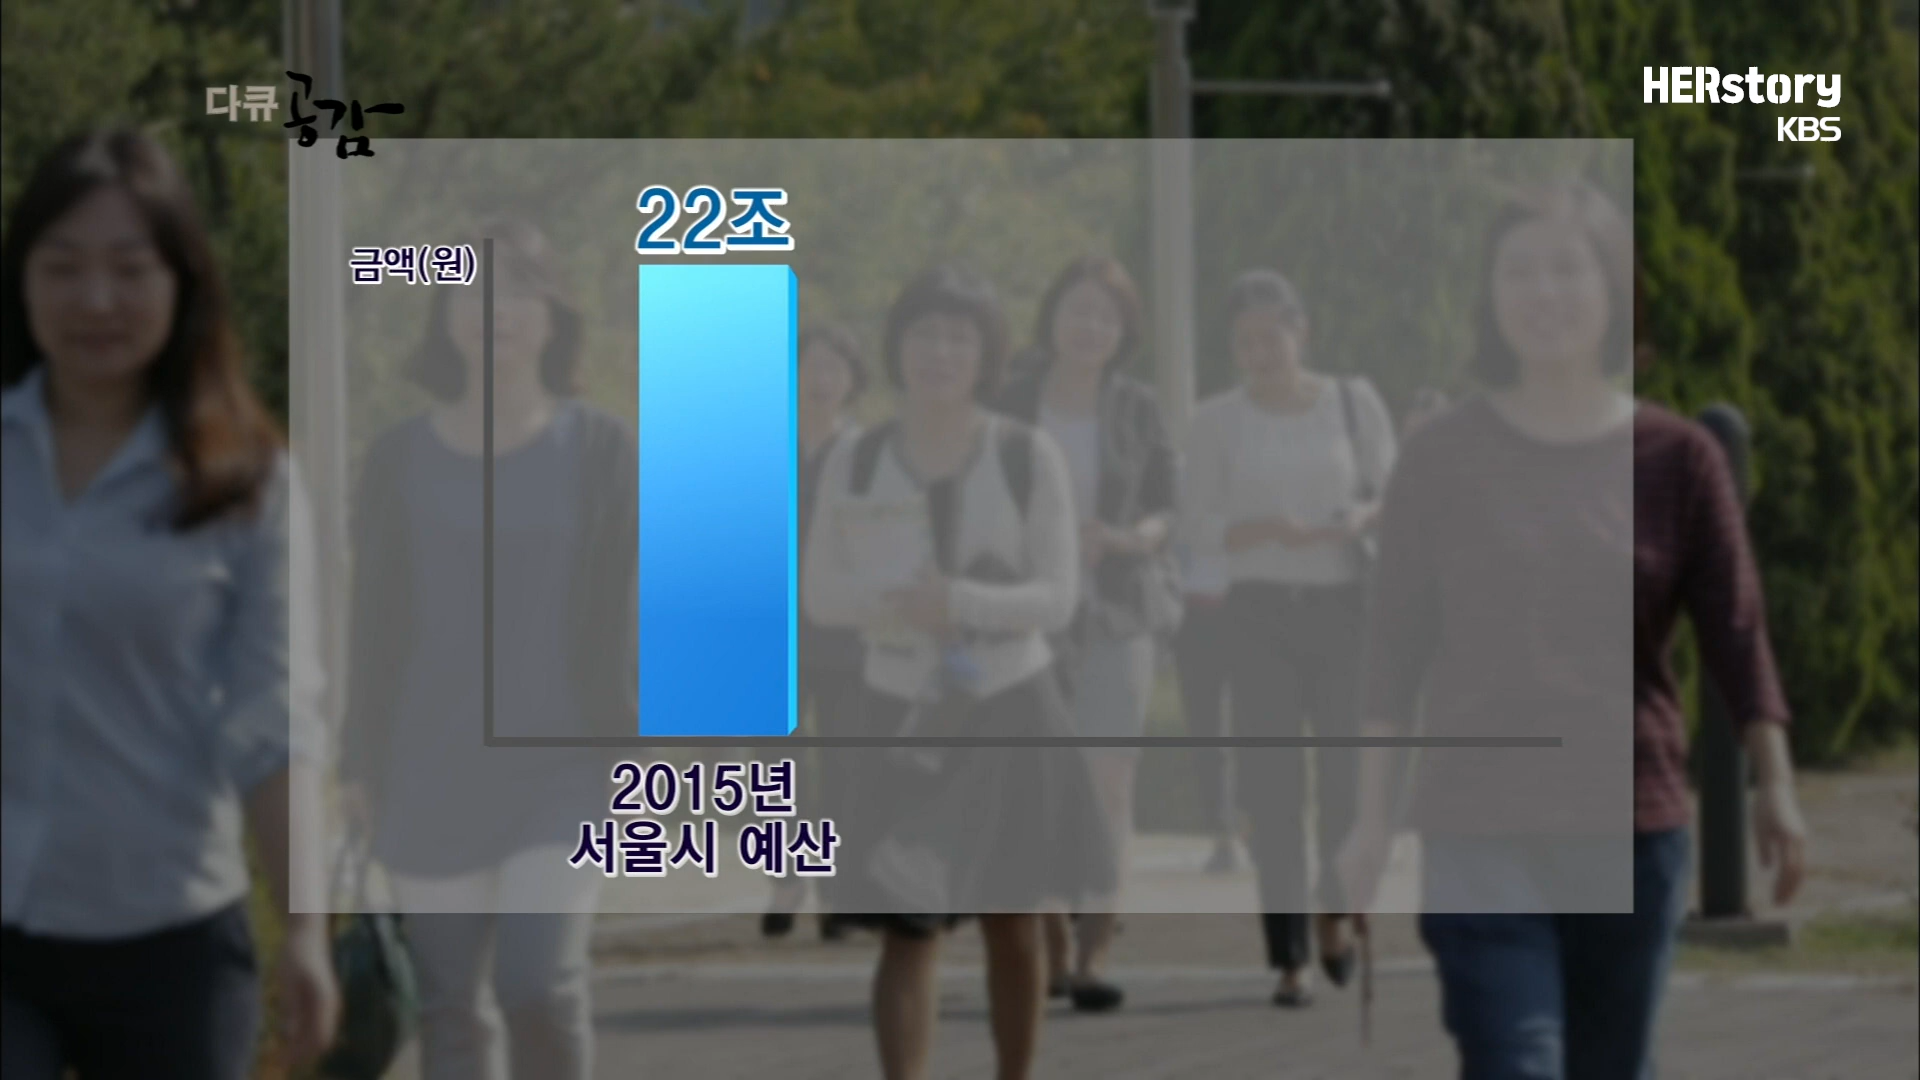 다큐 공감
HERstory
KBS
22조
금액(원)
2015년
서울시 예산